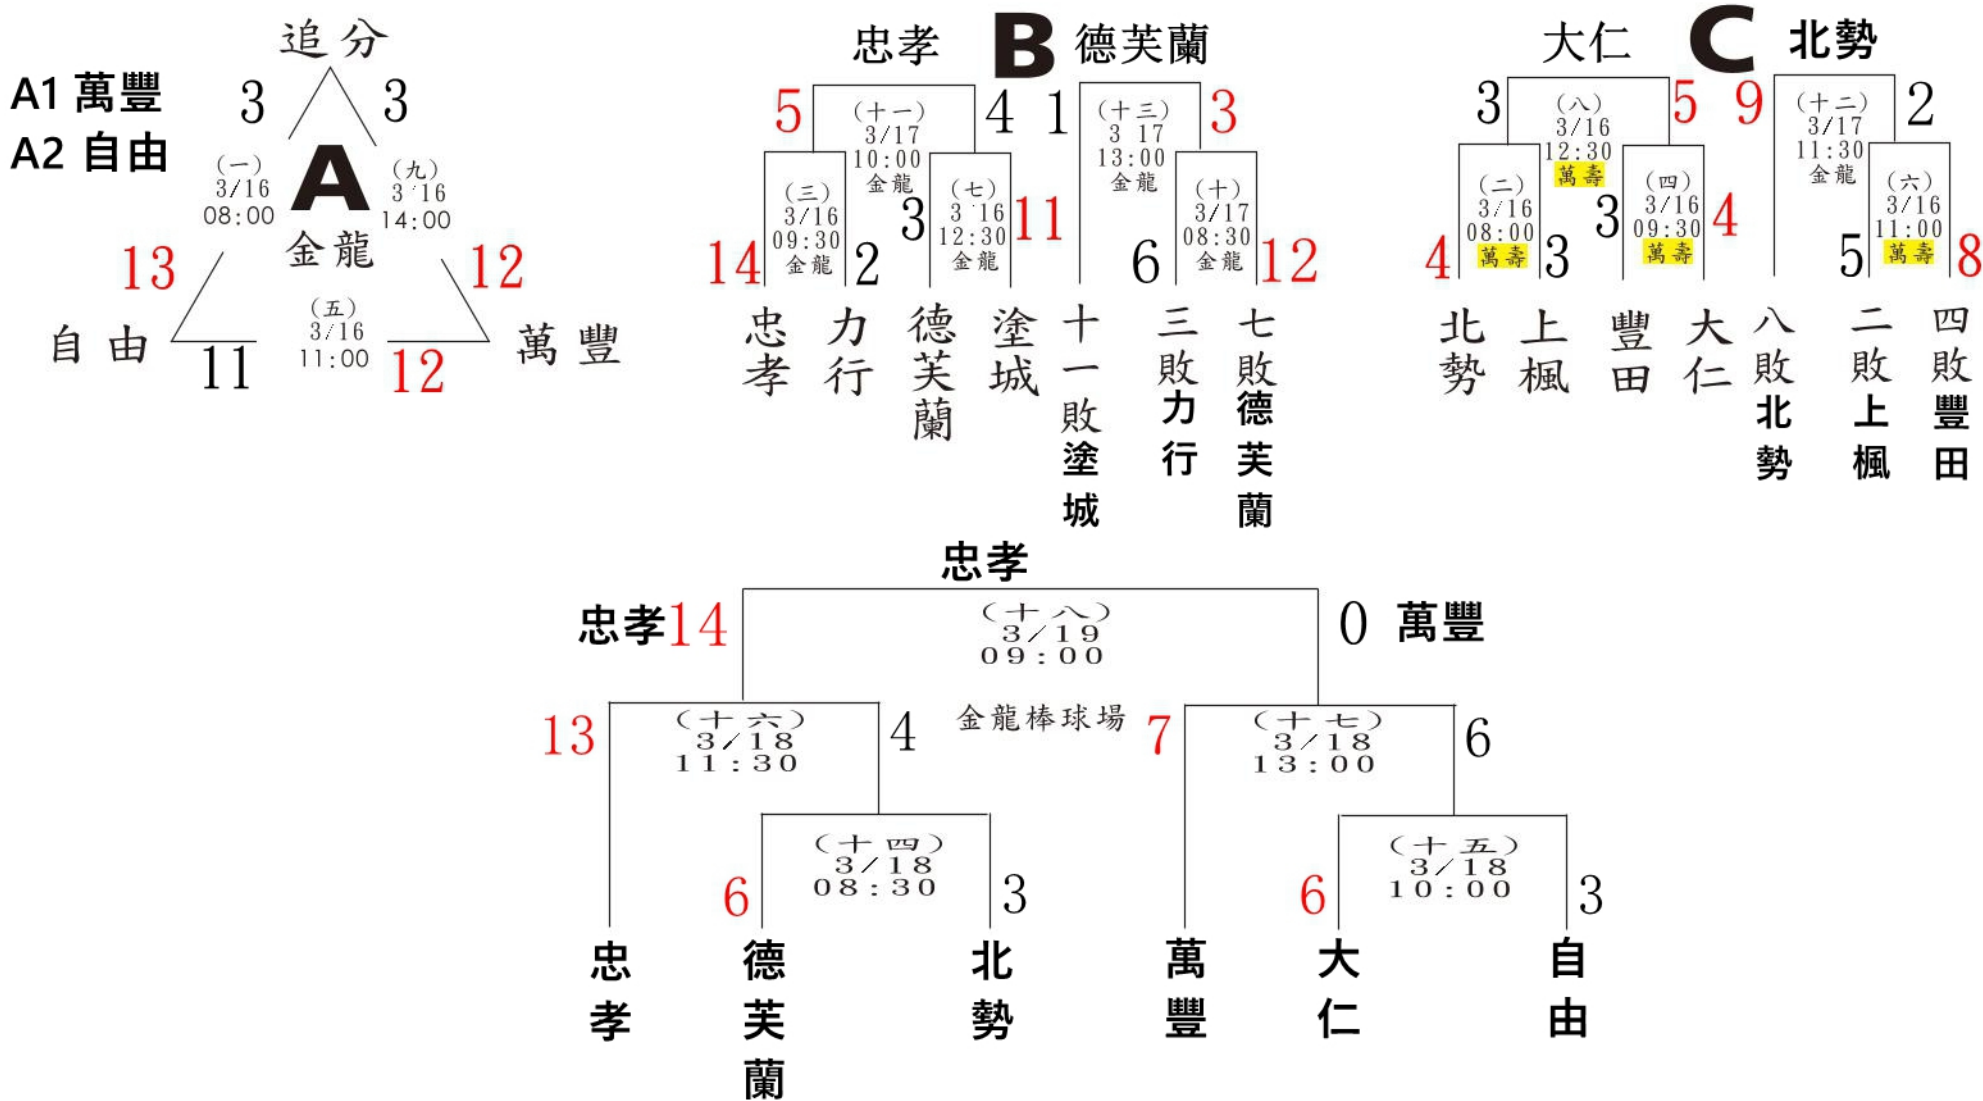 追分
A1 萬豐
A2 自由
3
3
A
(一)
3/16
08:00
(九)
3 16
14:00
金龍
13
12
自由
(五)
3/16
11:00
萬豐
11
12
忠孝
B
德芙蘭
5
(十一)
3/17
10:00
金龍
4
1
(十三)
3 17
13:00
金龍
3
(三)
3/16
09:30
金龍
14
2
(七)
3 16
12:30
金龍
3
11
(十)
3/17
08:30
金龍
6
12
忠孝
力行
德芙蘭
塗城
十一敗塗城
三敗力行
七敗德芙蘭
大仁
C
北勢
3
(八)
3/16
12:30
萬壽
5
9
(十二)
3/17
11:30
金龍
2
(二)
3/16
08:00
萬壽
4
3
(四)
3/16
09:30
萬壽
3
4
(六)
3/16
11:00
萬壽
5
8
北勢
上楓
豐田
大仁
八敗北勢
二敗上楓
四敗豐田
忠孝
忠孝14
(十八)
3/19
09:00
0 萬豐
金龍棒球場
13
(十六)
3/18
11:30
4
7
(十七)
3/18
13:00
6
6
(十四)
3/18
08:30
3
6
(十五)
3/18
10:00
3
忠孝
德芙蘭
北勢
萬豐
大仁
自由